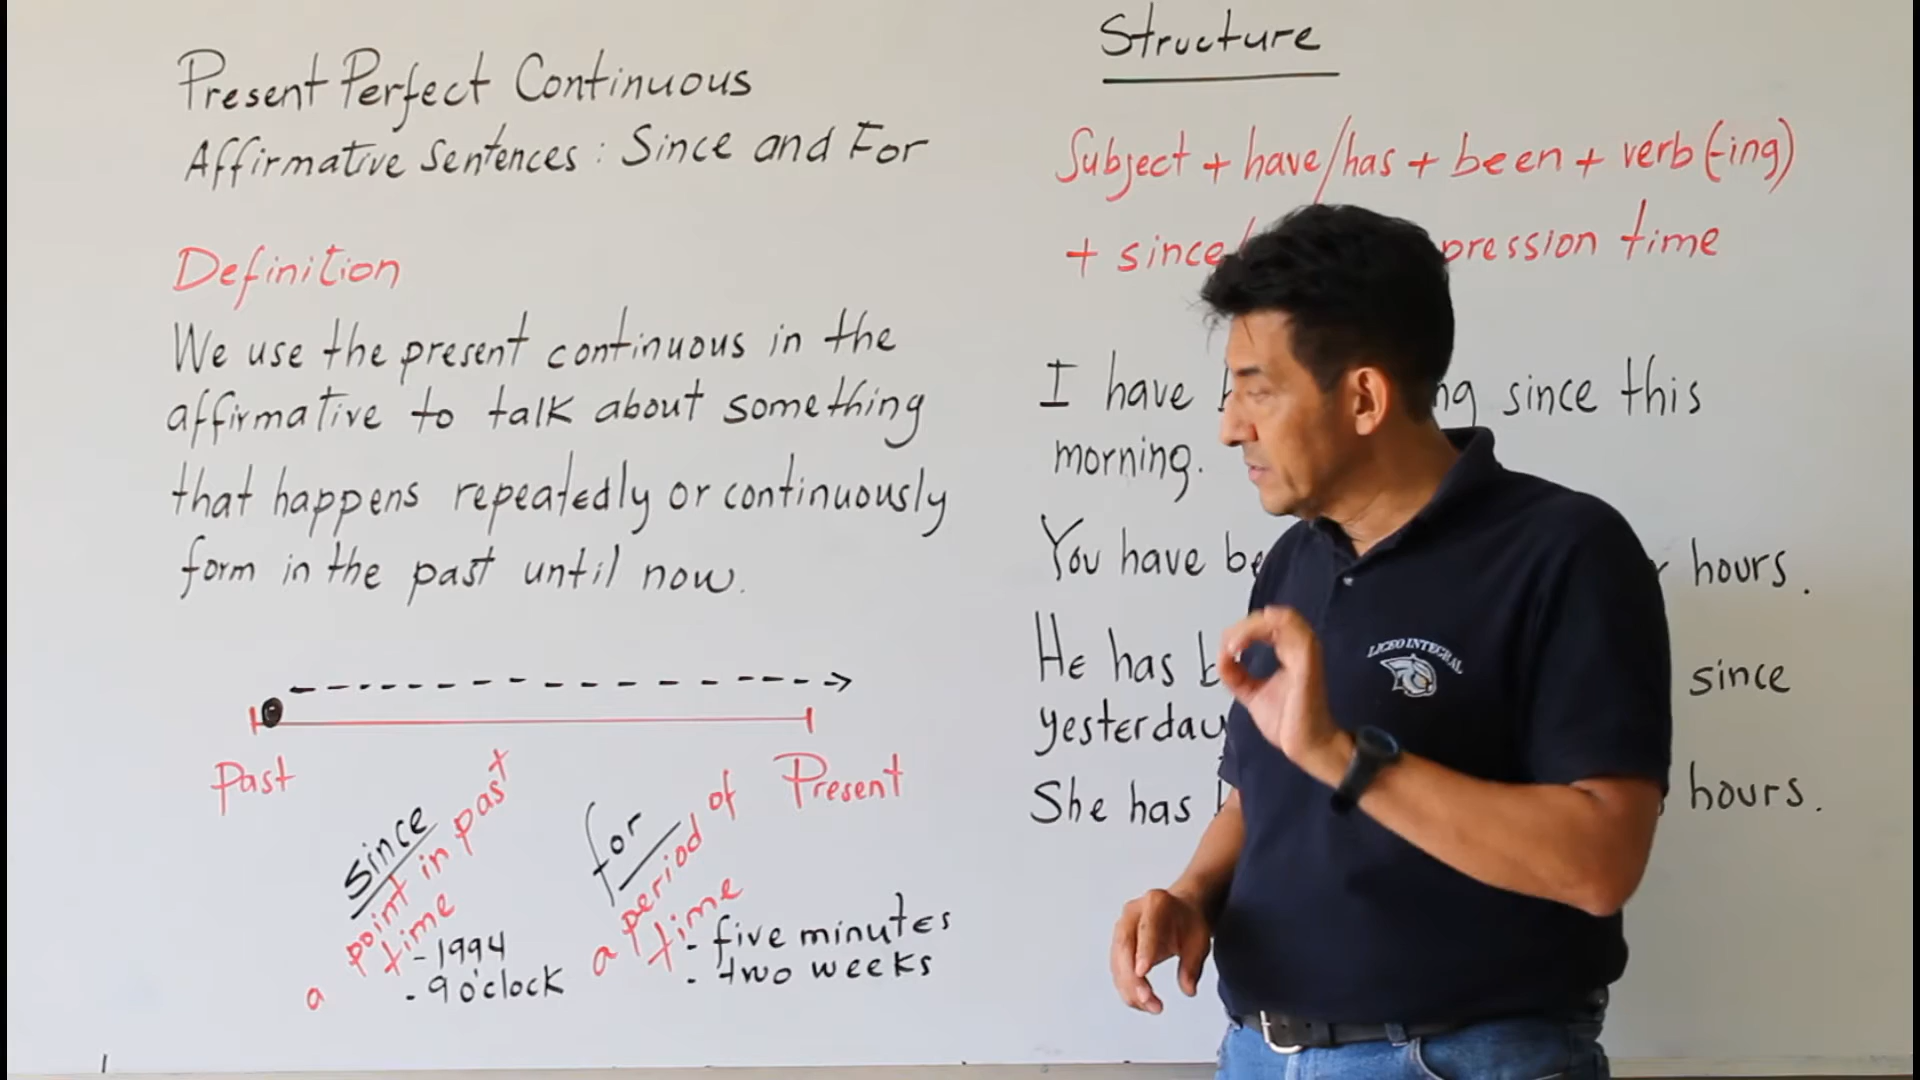 Present Perfect Continuous
Affirmative Sentences : Since and For
Definition
We use the present continuous in the
affirmative to talk about something
that happens repeatedly or continuously
form in the past until now.
Past
Present
since
a point in past
time
- 1994
- 9 o'clock
for
a period of
time
- five minutes
- two weeks
Structure
Subject + have/has + been + verb (-ing)
+ since/ time
I have since this
morning.
You have hours.
He has since
yesterday
She has hours.
LICEO INTEGRAL